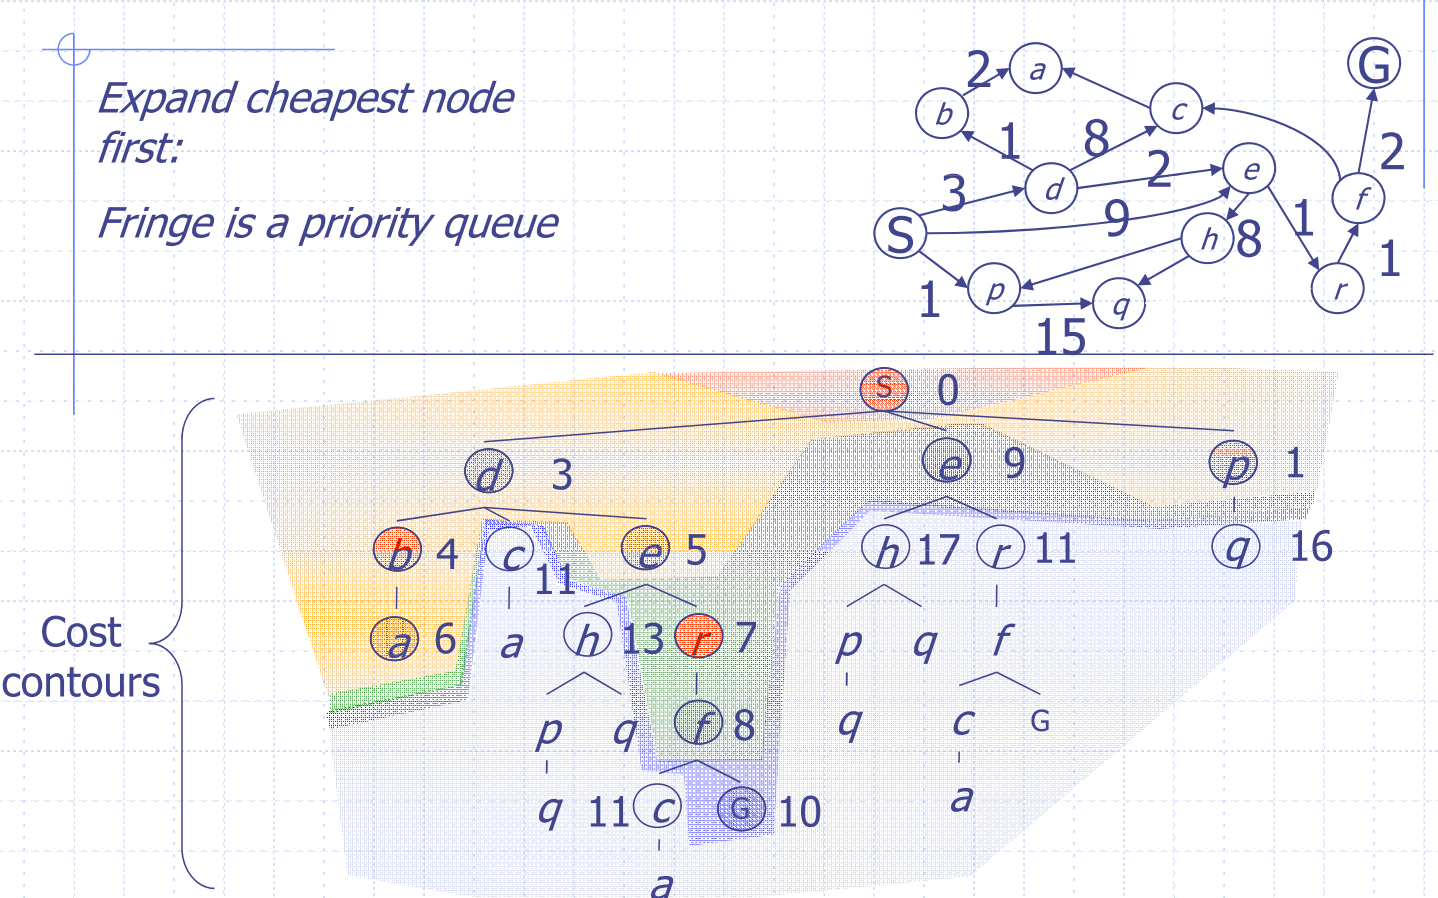 Expand cheapest node
first:
Fringe is a priority queue
G
2 a
b c
1 8 2 e 2
3 d f
S 9 h 8 1
1 p q r 1
15
S 0
d 3 e 9 p 1
b 4 c e 5 h 17 r 11 q 16
11
Cost
contours
a 6 a h 13 r 7 p q f
p q f 8 q c G
q 11 c G 10 a
a